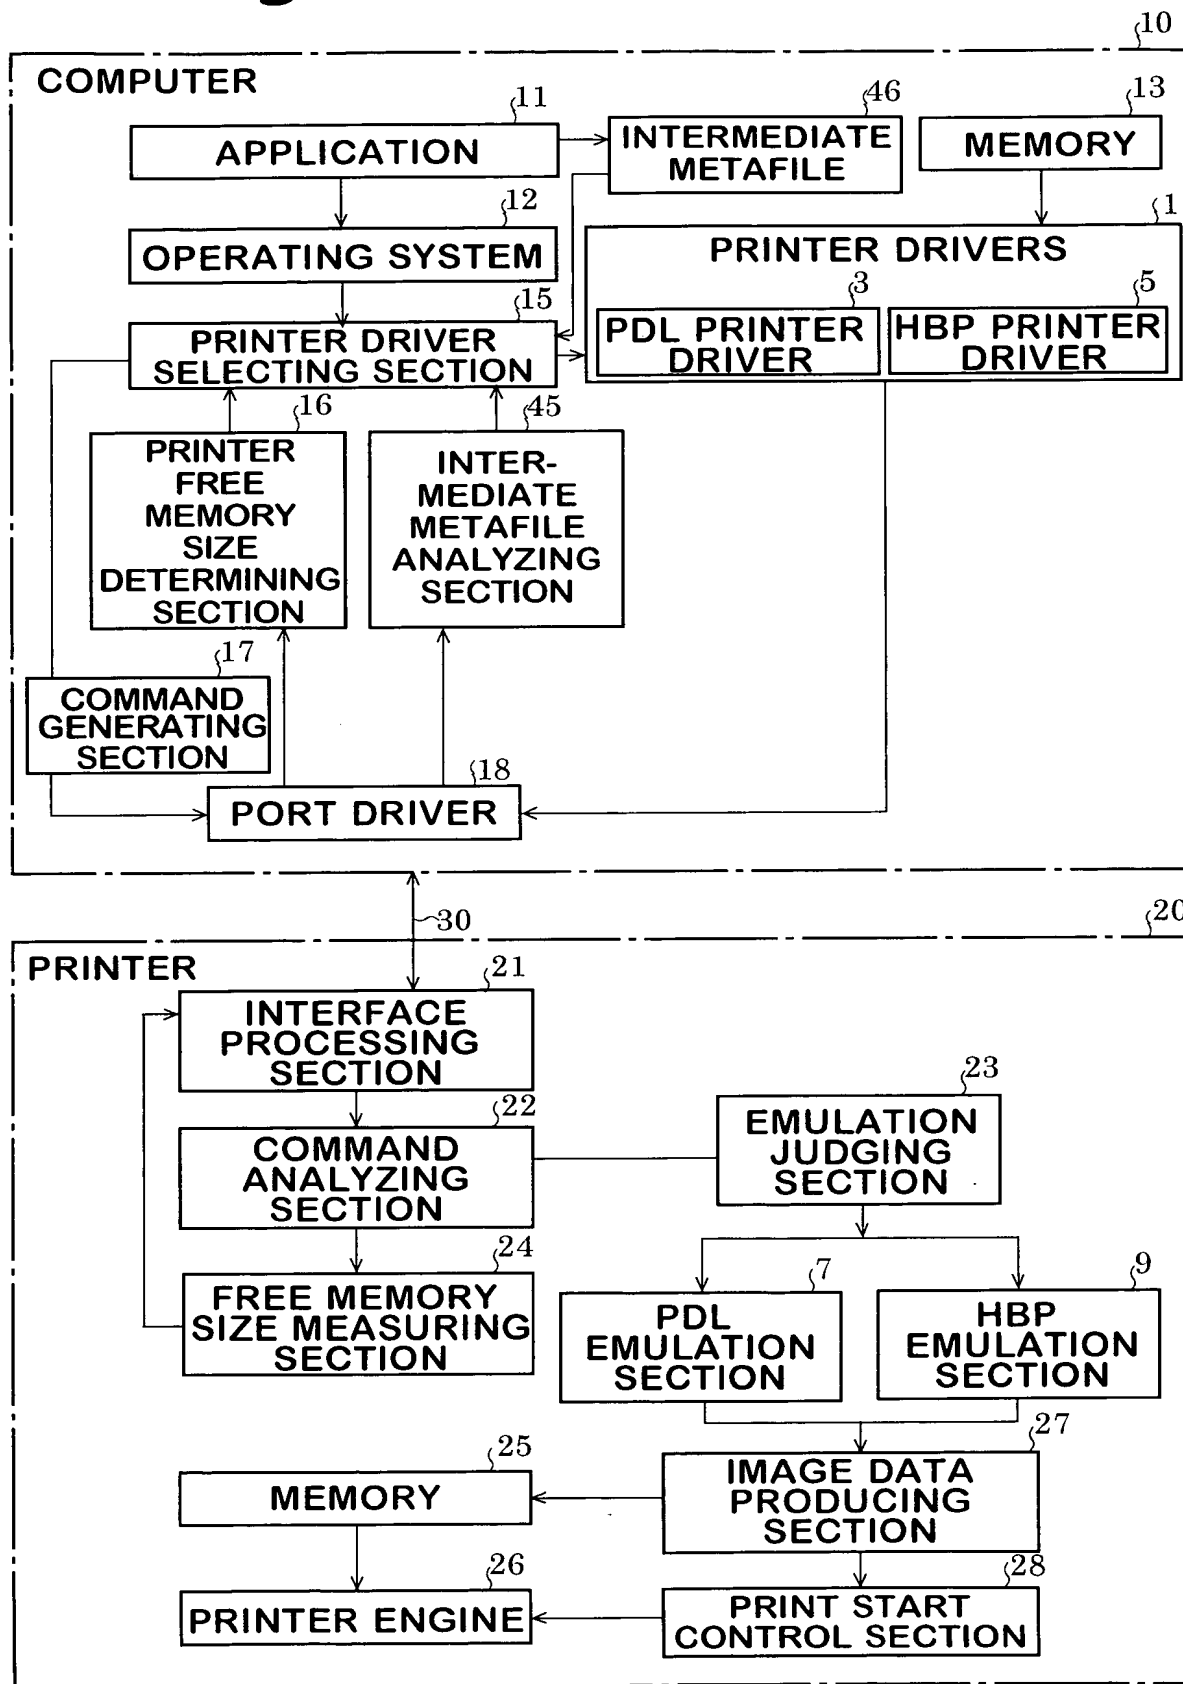 10
COMPUTER
11
APPLICATION
46
INTERMEDIATE
METAFILE
13
MEMORY
12
OPERATING SYSTEM
1
PRINTER DRIVERS
3
PDL PRINTER
DRIVER
5
HBP PRINTER
DRIVER
15
PRINTER DRIVER
SELECTING SECTION
16
PRINTER
FREE
MEMORY
SIZE
DETERMINING
SECTION
45
INTER-
MEDIATE
METAFILE
ANALYZING
SECTION
17
COMMAND
GENERATING
SECTION
18
PORT DRIVER
30
20
PRINTER
21
INTERFACE
PROCESSING
SECTION
22
COMMAND
ANALYZING
SECTION
23
EMULATION
JUDGING
SECTION
24
FREE MEMORY
SIZE MEASURING
SECTION
7
PDL
EMULATION
SECTION
9
HBP
EMULATION
SECTION
25
MEMORY
27
IMAGE DATA
PRODUCING
SECTION
26
PRINTER ENGINE
28
PRINT START
CONTROL SECTION